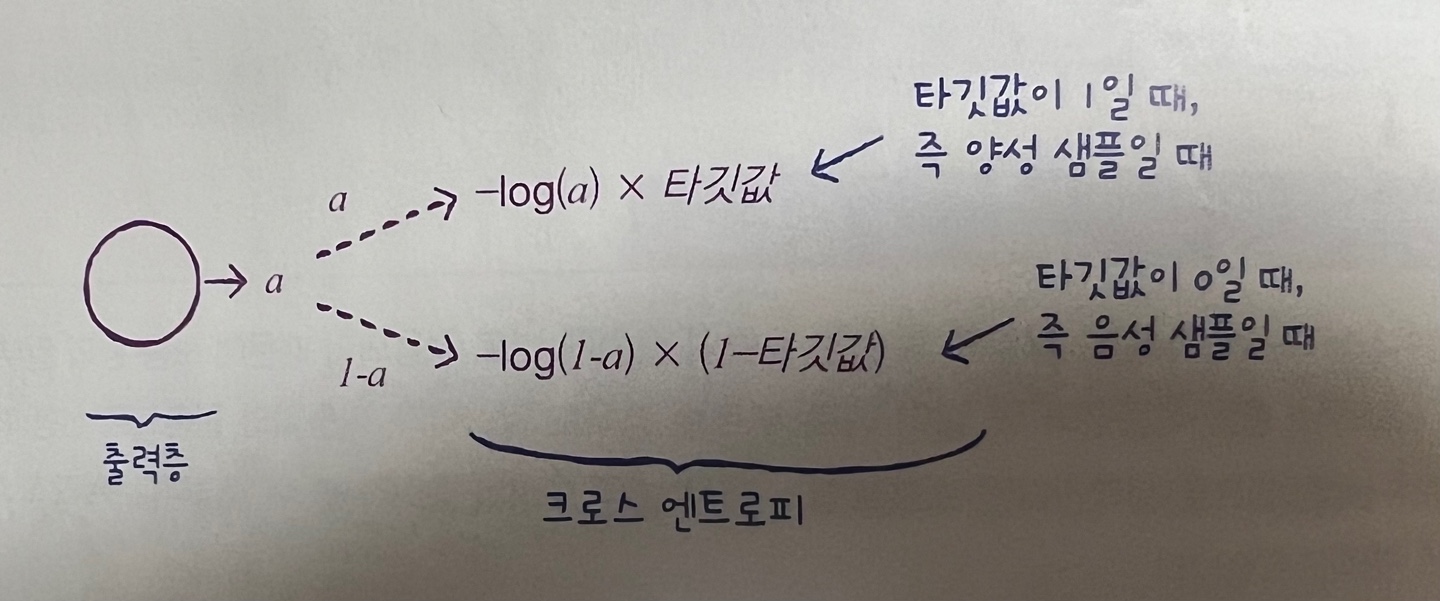 타깃값이 1일 때,
즉 양성 샘플일 때
a
-log(a) × 타깃값
a
타깃값이 0일 때,
즉 음성 샘플일 때
1-a
-log(1-a) × (1-타깃값)
출력층
크로스 엔트로피